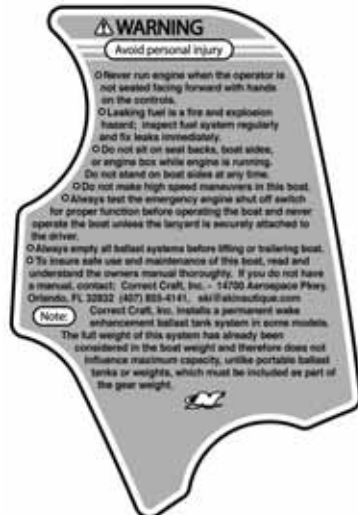 ⚠ WARNING
Avoid personal injury
Never run engine when the operator is
not seated facing forward with hands
on the controls.
Leaking fuel is a fire and explosion
hazard; inspect fuel system regularly
and fix leaks immediately.
Do not sit on seat backs, boat sides,
or engine box while engine is running.
Do not stand on boat sides at any time.
Do not make high speed maneuvers in this boat.
Always test the emergency engine shut off switch
for proper function before operating the boat and never
operate the boat unless the lanyard is securely attached to
the driver.
Always empty all ballast systems before lifting or trailering boat.
To insure safe use and maintenance of this boat, read and
understand the owners manual thoroughly. If you do not have
a manual, contact: Correct Craft, Inc. - 14700 Aerospace Pkwy.
Orlando, FL 32832 (407) 855-4141. ski@skinautique.com
Note: Correct Craft, Inc. installs a permanent wake
enhancement ballast tank system in some models.
The full weight of this system has already been
considered in the boat weight and therefore does not
influence maximum capacity, unlike portable ballast
tanks or weights, which must be included as part of
the gear weight.